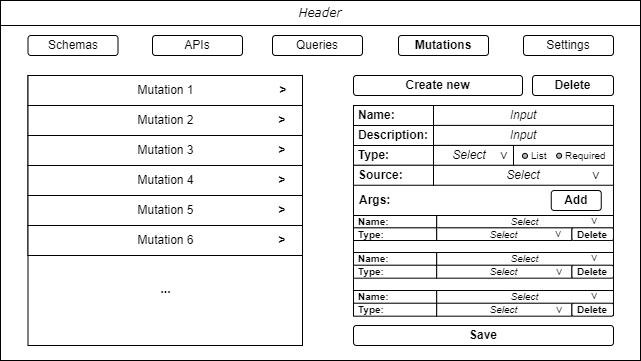 Header
Schemas APIs Queries Mutations Settings
Mutation 1 >
Mutation 2 >
Mutation 3 >
Mutation 4 >
Mutation 5 >
Mutation 6 >
...
Create new Delete
Name: Input
Description: Input
Type: Select V List Required
Source: Select V
Args: Add
Name: Select V
Type: Select V Delete
Name: Select V
Type: Select V Delete
Name: Select V
Type: Select V Delete
Save